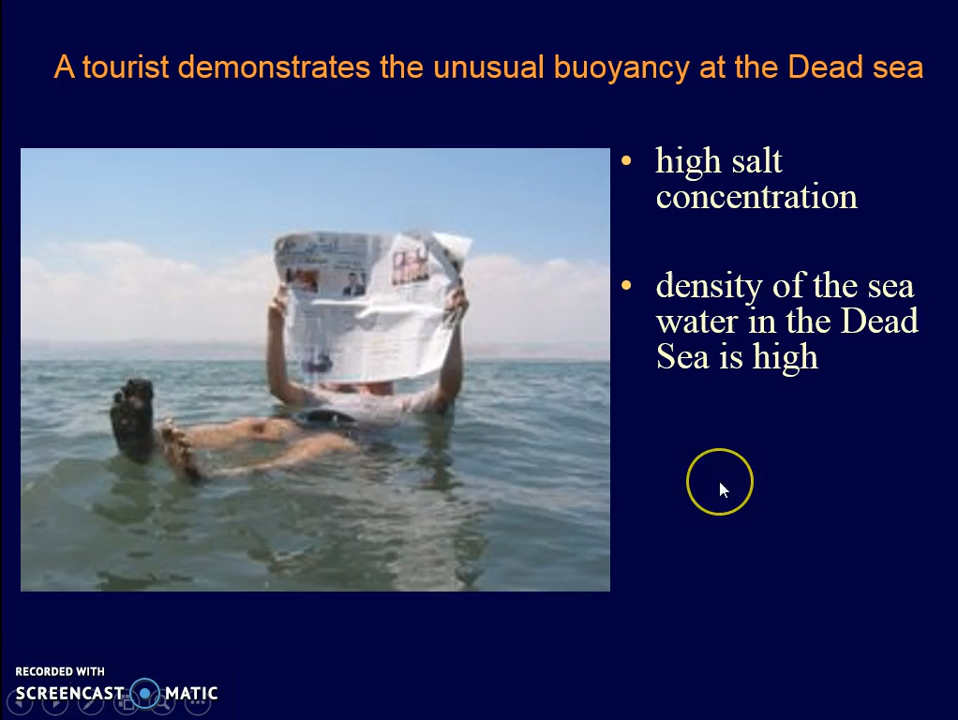 A tourist demonstrates the unusual buoyancy at the Dead sea
• high salt
concentration
• density of the sea
water in the Dead
Sea is high
RECORDED WITH
SCREENCAST MATIC